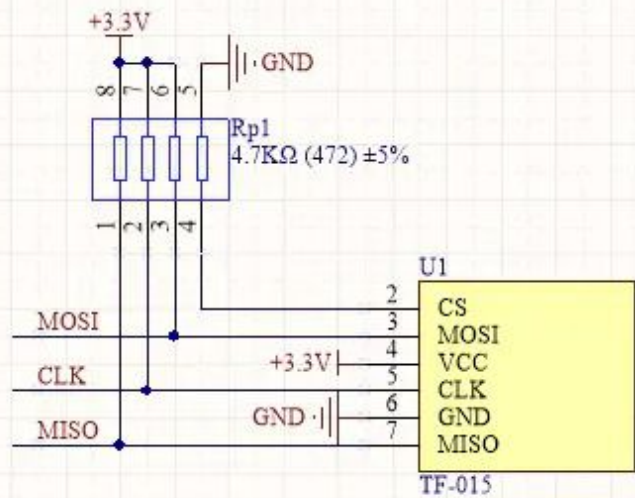 +3.3V
GND
8 7 6 5
Rp1
4.7KΩ (472) ±5%
1 2 3 4
U1
2 CS
MOSI 3 MOSI
+3.3V 4 VCC
CLK 5 CLK
GND 6 GND
MISO 7 MISO
TF-015